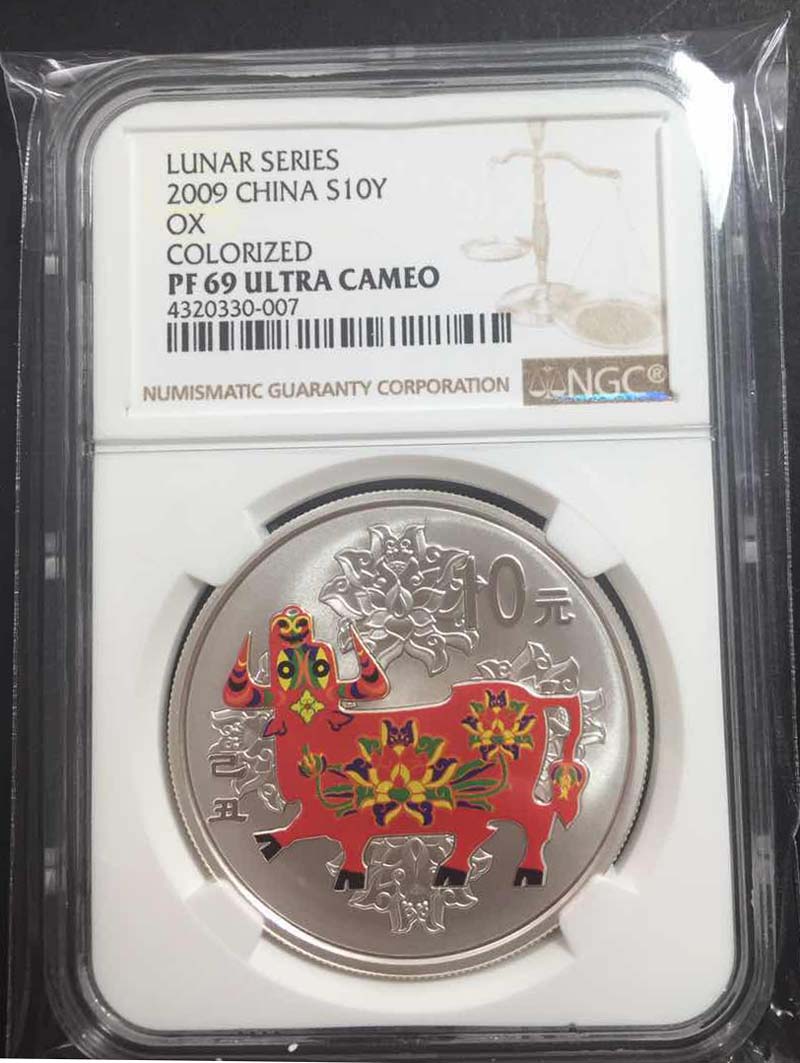 LUNAR SERIES
2009 CHINA S10Y
OX
COLORIZED
PF 69 ULTRA CAMEO
4320330-007
NUMISMATIC GUARANTY CORPORATION
NGC®
10元
己丑